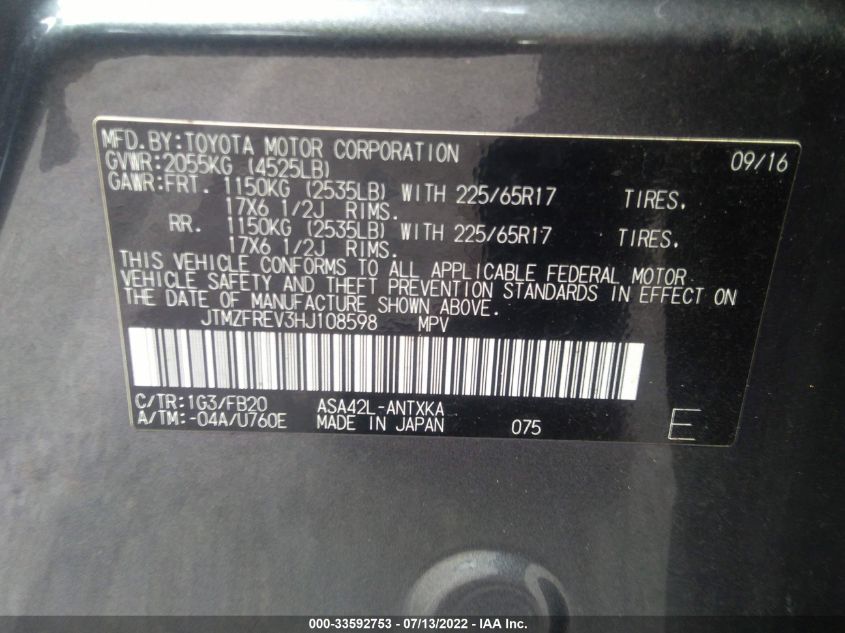 MFD.BY:TOYOTA MOTOR CORPORATION 09/16
GVWR:2055KG (4525LB)
GAWR:FRT. 1150KG (2535LB) WITH 225/65R17 TIRES,
17X6 1/2J RIMS.
RR. 1150KG (2535LB) WITH 225/65R17 TIRES,
17X6 1/2J RIMS.
THIS VEHICLE CONFORMS TO ALL APPLICABLE FEDERAL MOTOR
VEHICLE SAFETY AND THEFT PREVENTION STANDARDS IN EFFECT ON
THE DATE OF MANUFACTURE SHOWN ABOVE.
JTMZFREV3HJ108598 MPV
C/TR:1G3/FB20 ASA42L-ANTXKA
A/TM:-04A/U760E MADE IN JAPAN 075 E
000-33592753 - 07/13/2022 - IAA Inc.